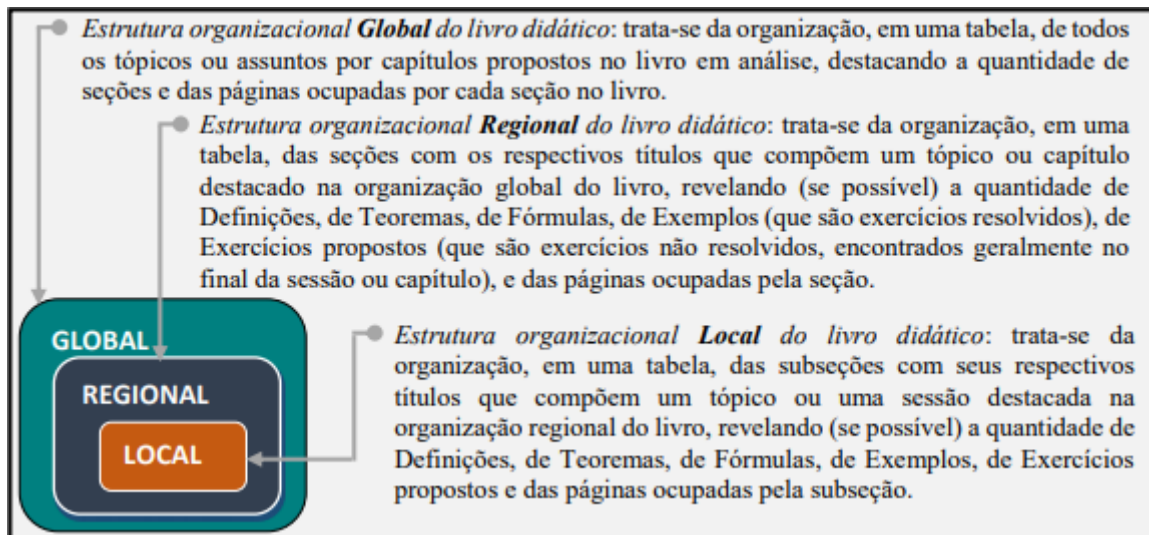 Estrutura organizacional Global do livro didático: trata-se da organização, em uma tabela, de todos
os tópicos ou assuntos por capítulos propostos no livro em análise, destacando a quantidade de
seções e das páginas ocupadas por cada seção no livro.
Estrutura organizacional Regional do livro didático: trata-se da organização, em uma
tabela, das seções com os respectivos títulos que compõem um tópico ou capítulo
destacado na organização global do livro, revelando (se possível) a quantidade de
Definições, de Teoremas, de Fórmulas, de Exemplos (que são exercícios resolvidos), de
Exercícios propostos (que são exercícios não resolvidos, encontrados geralmente no
final da sessão ou capítulo), e das páginas ocupadas pela seção.
GLOBAL
REGIONAL
LOCAL
Estrutura organizacional Local do livro didático: trata-se da
organização, em uma tabela, das subseções com seus respectivos
títulos que compõem um tópico ou uma sessão destacada na
organização regional do livro, revelando (se possível) a quantidade de
Definições, de Teoremas, de Fórmulas, de Exemplos, de Exercícios
propostos e das páginas ocupadas pela subseção.